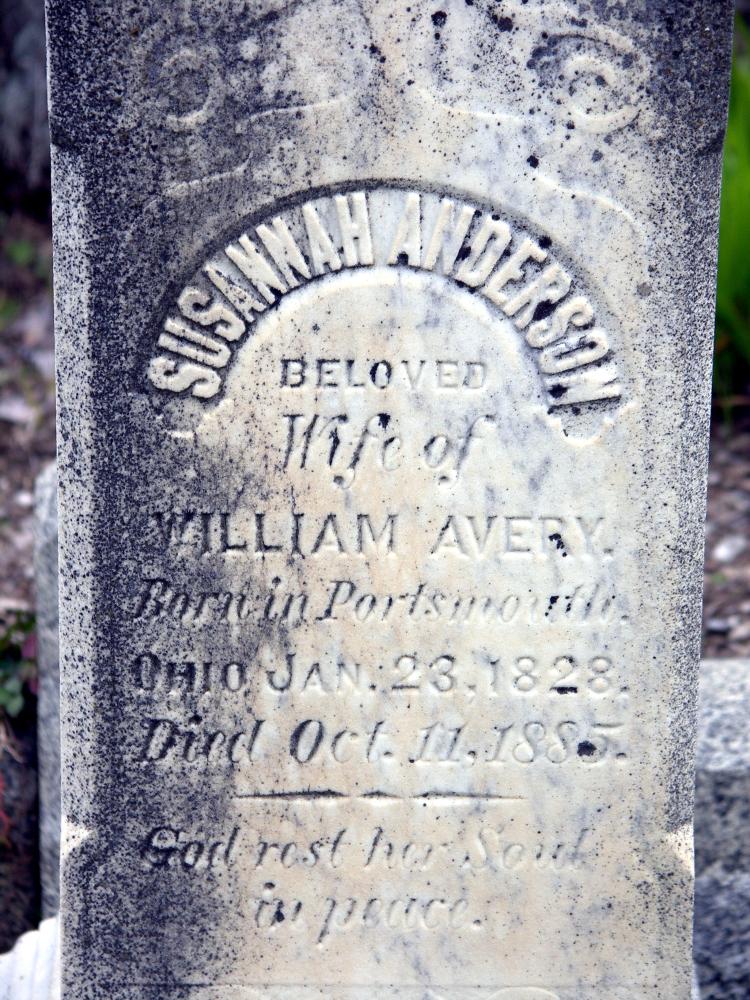 SUSANNAH ANDERSON
BELOVED
Wife of
WILLIAM AVERY.
Born in Portsmouth.
OHIO JAN. 23, 1828.
Died Oct. 11, 1885.
God rest her Soul
in peace.